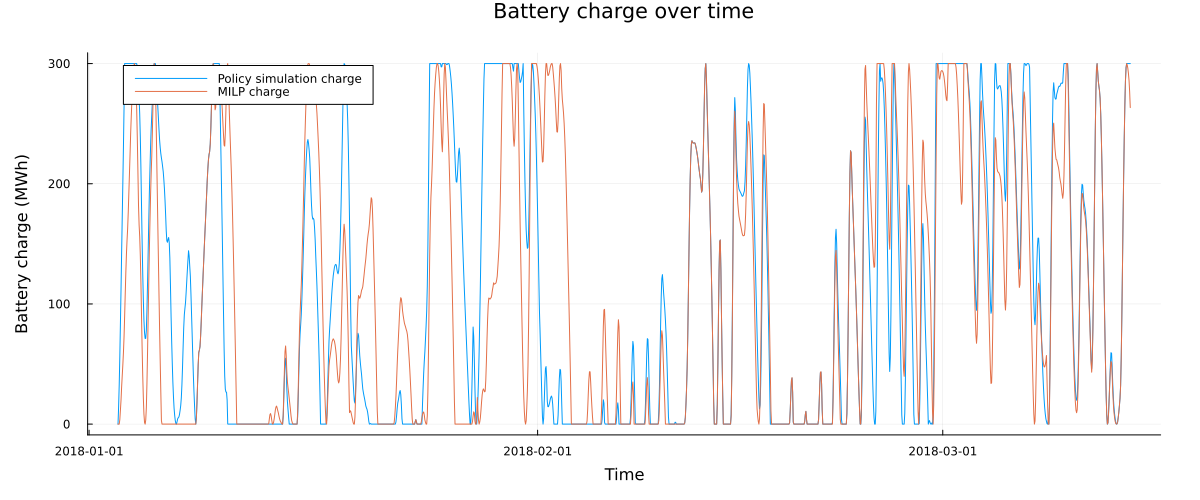 Battery charge over time
Policy simulation charge
MILP charge
300
200
100
0
Battery charge (MWh)
2018-01-01
2018-02-01
2018-03-01
Time